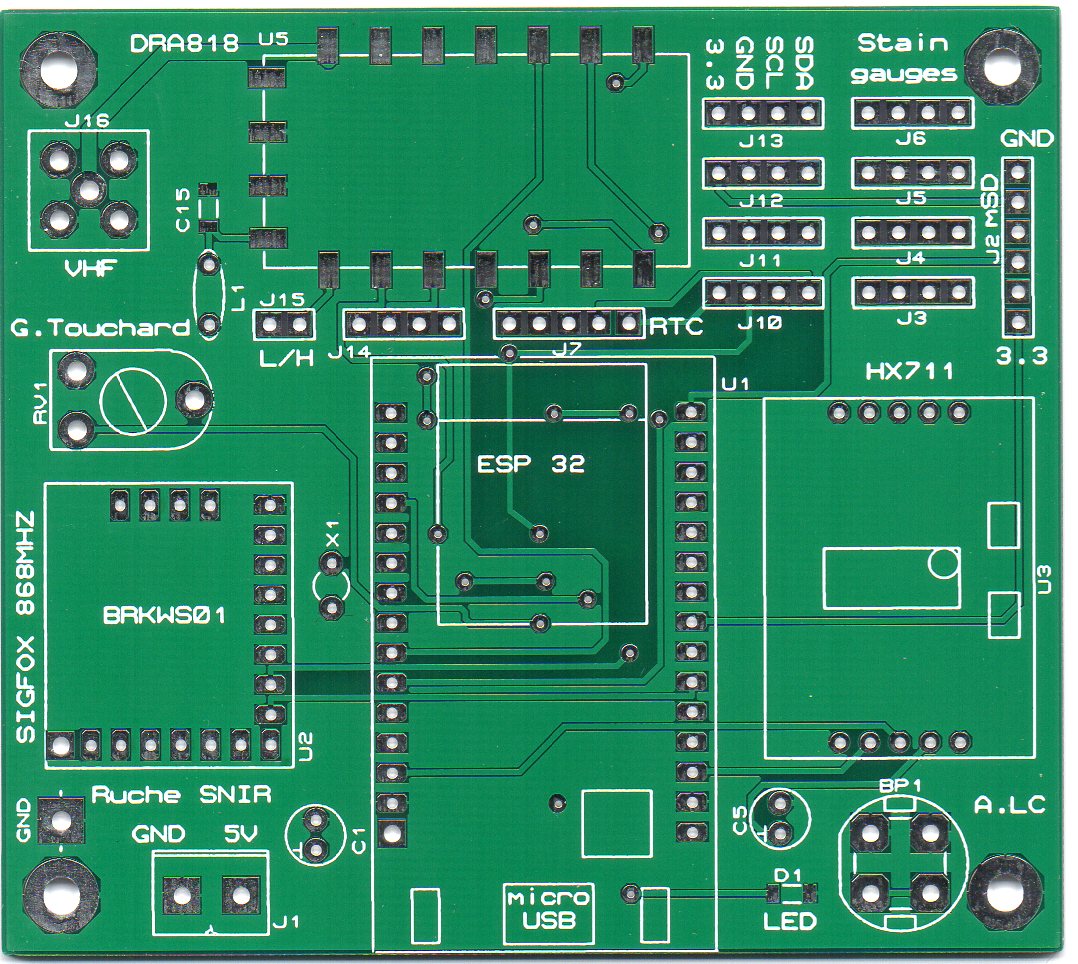 DRA818 U5
3.3 GND SCL SDA
Stain
gauges
J16
J13
J6
GND
C15
J12
J5
J2 mSD
VHF
J11
J4
L1
J15
J10
J3
G.Touchard
L/H
J14
J7
RTC
3.3
RV1
U1
HX711
ESP 32
SIGFOX 868MHZ
X1
BRKWS01
U3
U2
Ruche SNIR
BP1
GND
GND 5V
C1
C5
A.LC
D1
micro
USB
LED
J1